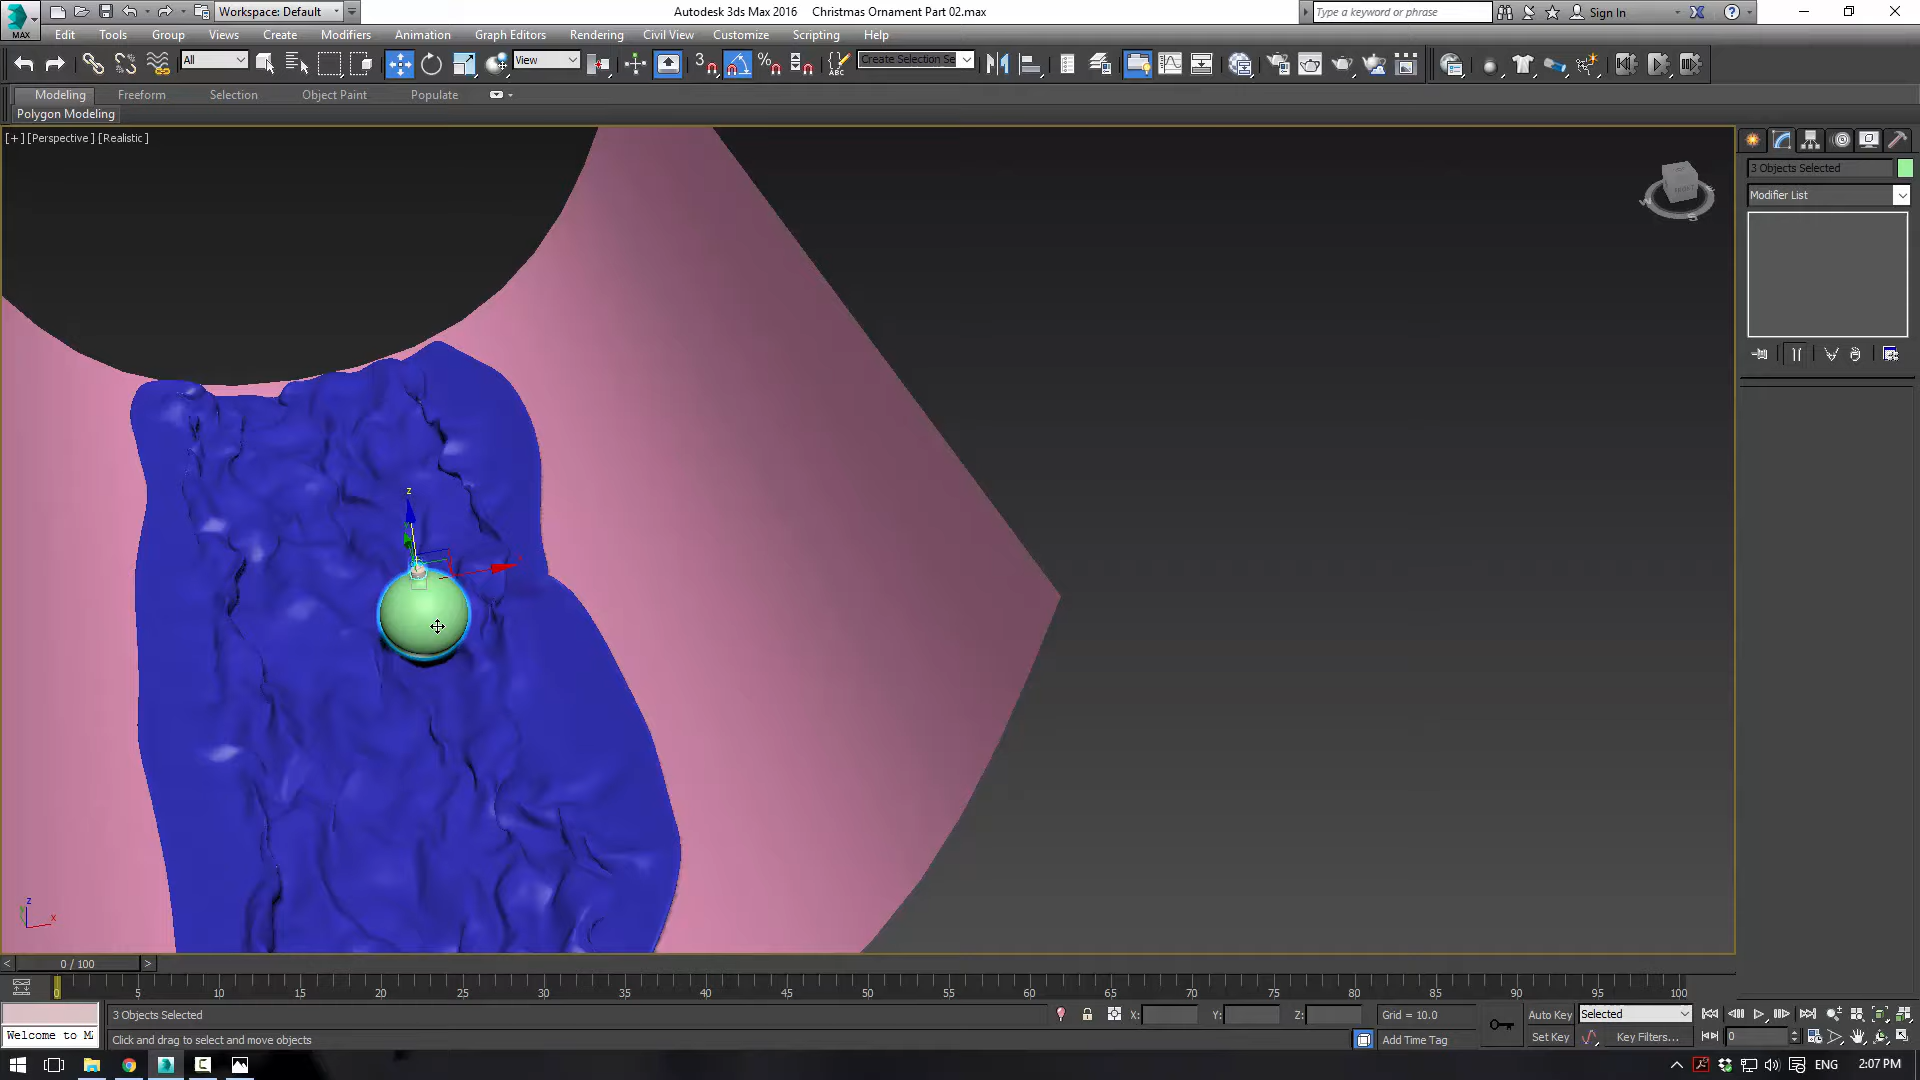 MAX
Workspace: Default
Autodesk 3ds Max 2016
Christmas Ornament Part 02.max
Type a keyword or phrase
Sign In
Edit
Tools
Group
Views
Create
Modifiers
Animation
Graph Editors
Rendering
Civil View
Customize
Scripting
Help
All
View
3
ABC
Create Selection Se
Modeling
Freeform
Selection
Object Paint
Populate
Polygon Modeling
[+] [Perspective] [Realistic]
3 Objects Selected
Modifier List
z
x
z
x
< 0 / 100 >
0 5 10 15 20 25 30 35 40 45 50 55 60 65 70 75 80 85 90 95 100
3 Objects Selected
X:
Y:
Z:
Grid = 10.0
Auto Key
Selected
Welcome to M
Click and drag to select and move objects
Add Time Tag
Set Key
Key Filters...
0
ENG
2:07 PM